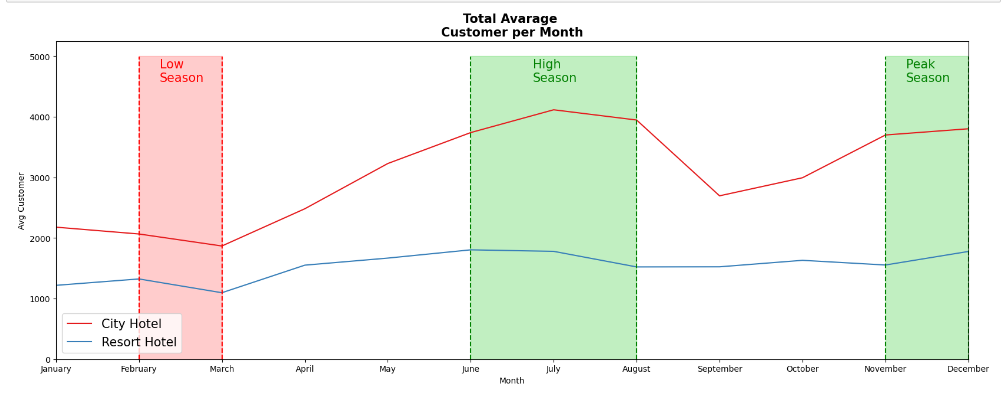 Total Avarage
Customer per Month
Low
Season
High
Season
Peak
Season
5000
4000
3000
2000
1000
0
Avg Customer
City Hotel
Resort Hotel
January
February
March
April
May
June
July
August
September
October
November
December
Month